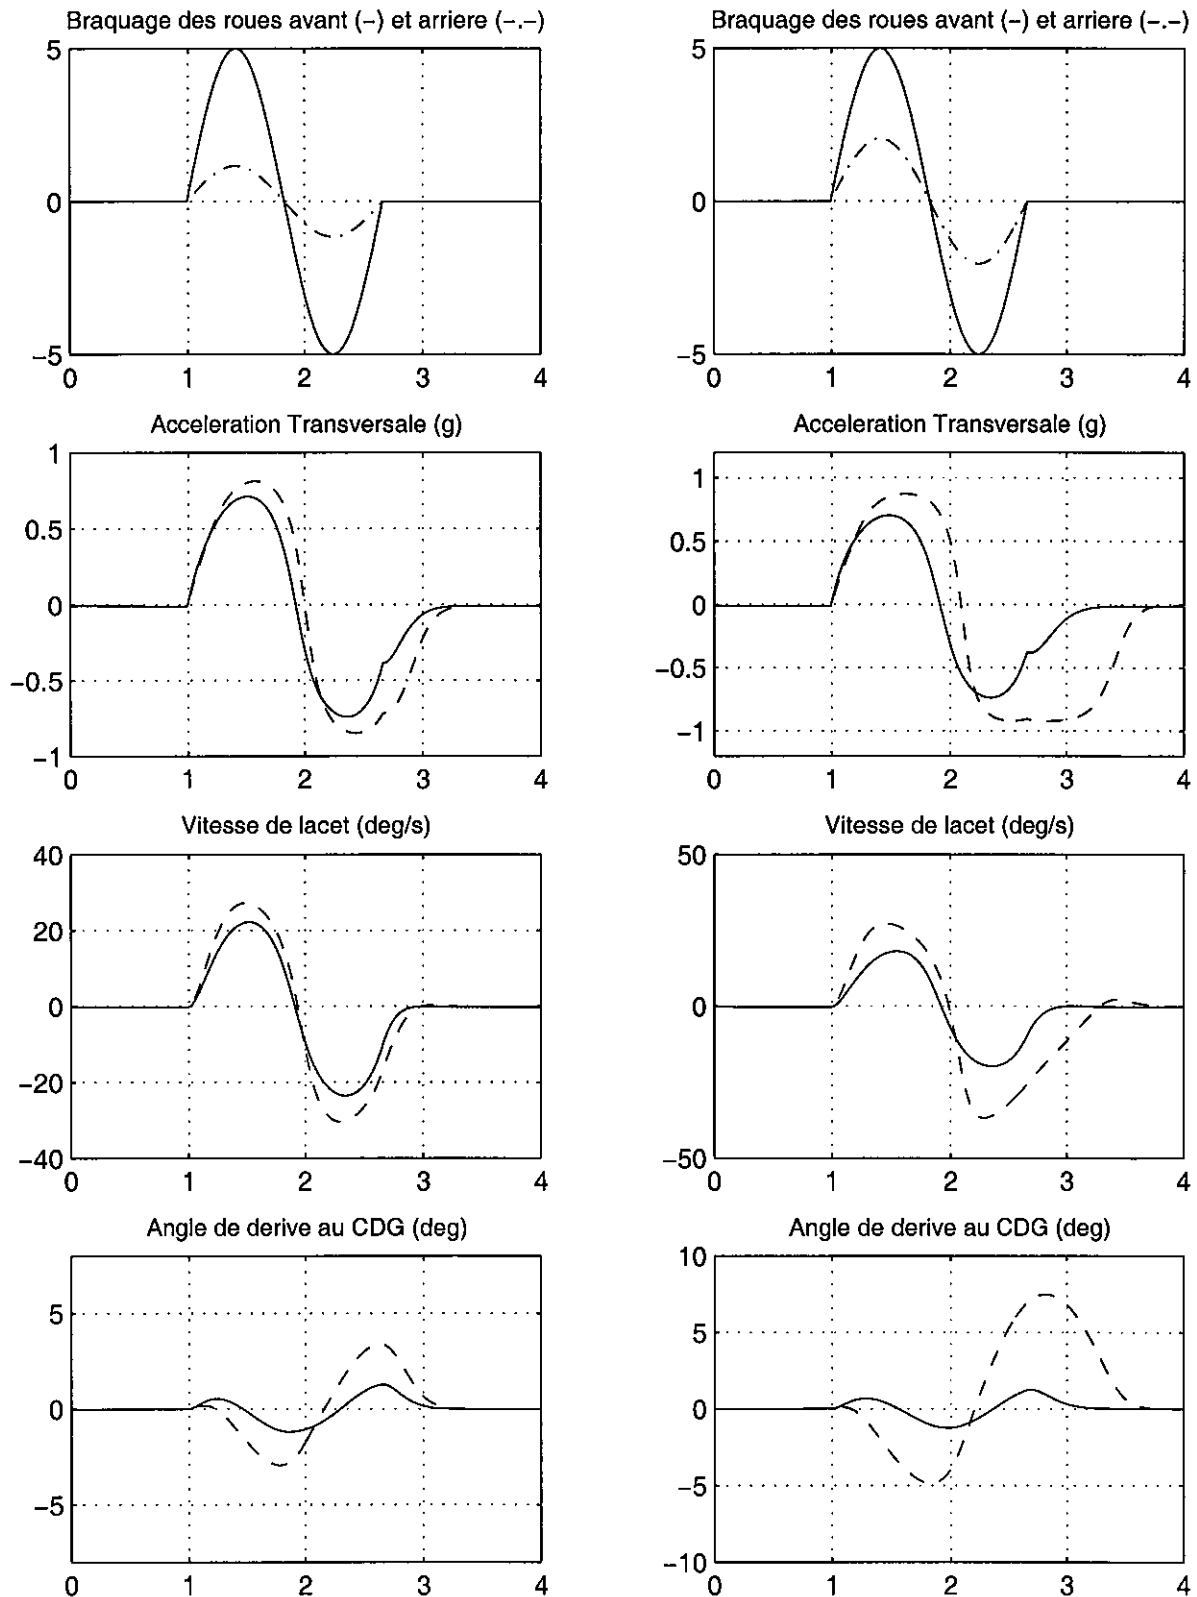 Braquage des roues avant (−) et arriere (−.−)
5
0
−5
0 1 2 3 4
Acceleration Transversale (g)
1
0.5
0
−0.5
−1
0 1 2 3 4
Vitesse de lacet (deg/s)
40
20
0
−20
−40
0 1 2 3 4
Angle de derive au CDG (deg)
5
0
−5
0 1 2 3 4
Braquage des roues avant (−) et arriere (−.−)
5
0
−5
0 1 2 3 4
Acceleration Transversale (g)
1
0.5
0
−0.5
−1
0 1 2 3 4
Vitesse de lacet (deg/s)
50
0
−50
0 1 2 3 4
Angle de derive au CDG (deg)
10
5
0
−5
−10
0 1 2 3 4